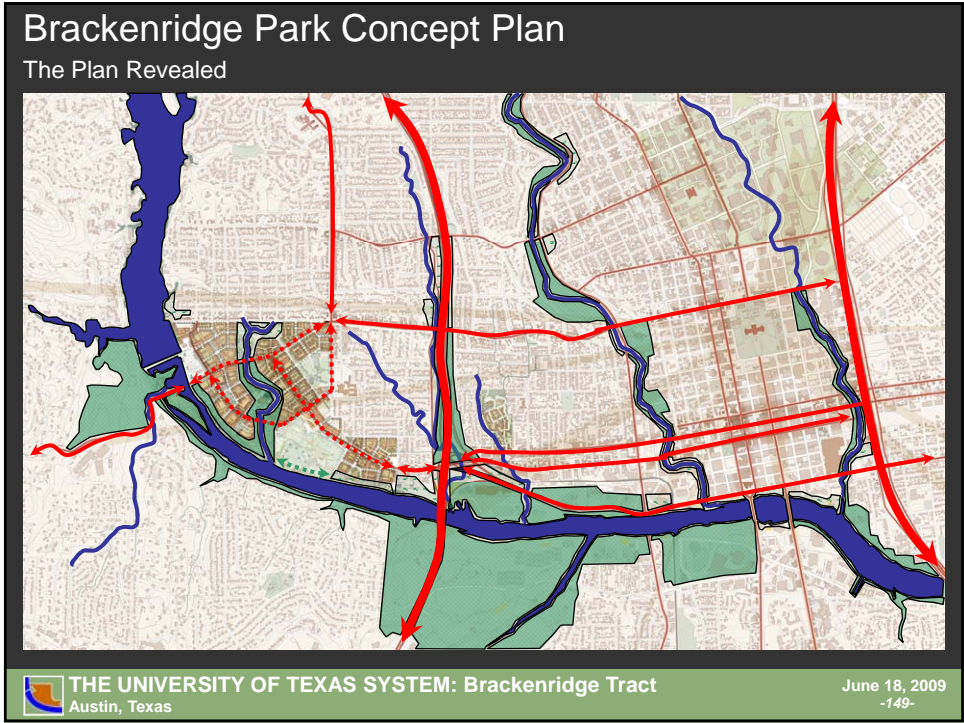 Brackenridge Park Concept Plan
The Plan Revealed
THE UNIVERSITY OF TEXAS SYSTEM: Brackenridge Tract
Austin, Texas
June 18, 2009
-149-